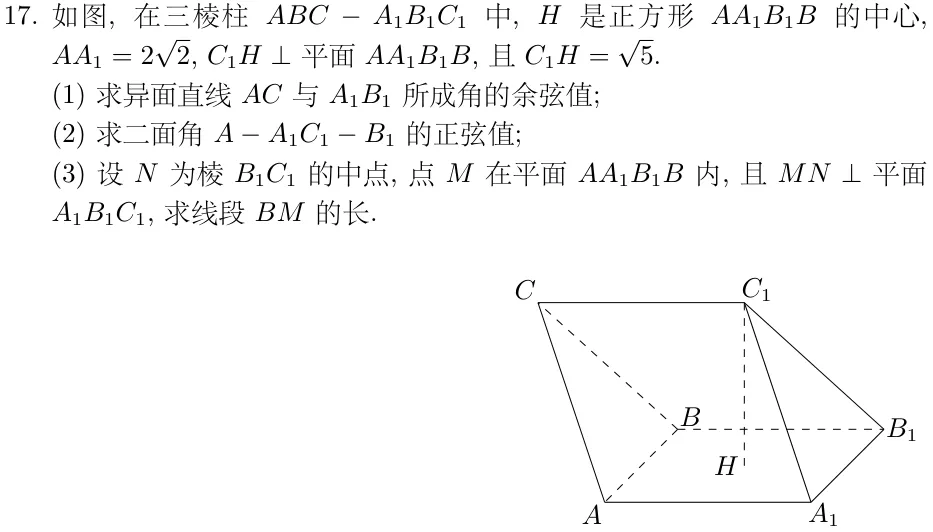 17. 如图, 在三棱柱 ABC − A₁B₁C₁ 中, H 是正方形 AA₁B₁B 的中心,
AA₁ = 2√2, C₁H ⊥ 平面 AA₁B₁B, 且 C₁H = √5.
(1) 求异面直线 AC 与 A₁B₁ 所成角的余弦值;
(2) 求二面角 A − A₁C₁ − B₁ 的正弦值;
(3) 设 N 为棱 B₁C₁ 的中点, 点 M 在平面 AA₁B₁B 内, 且 MN ⊥ 平面
A₁B₁C₁, 求线段 BM 的长.
C
C₁
B
B₁
H
A
A₁